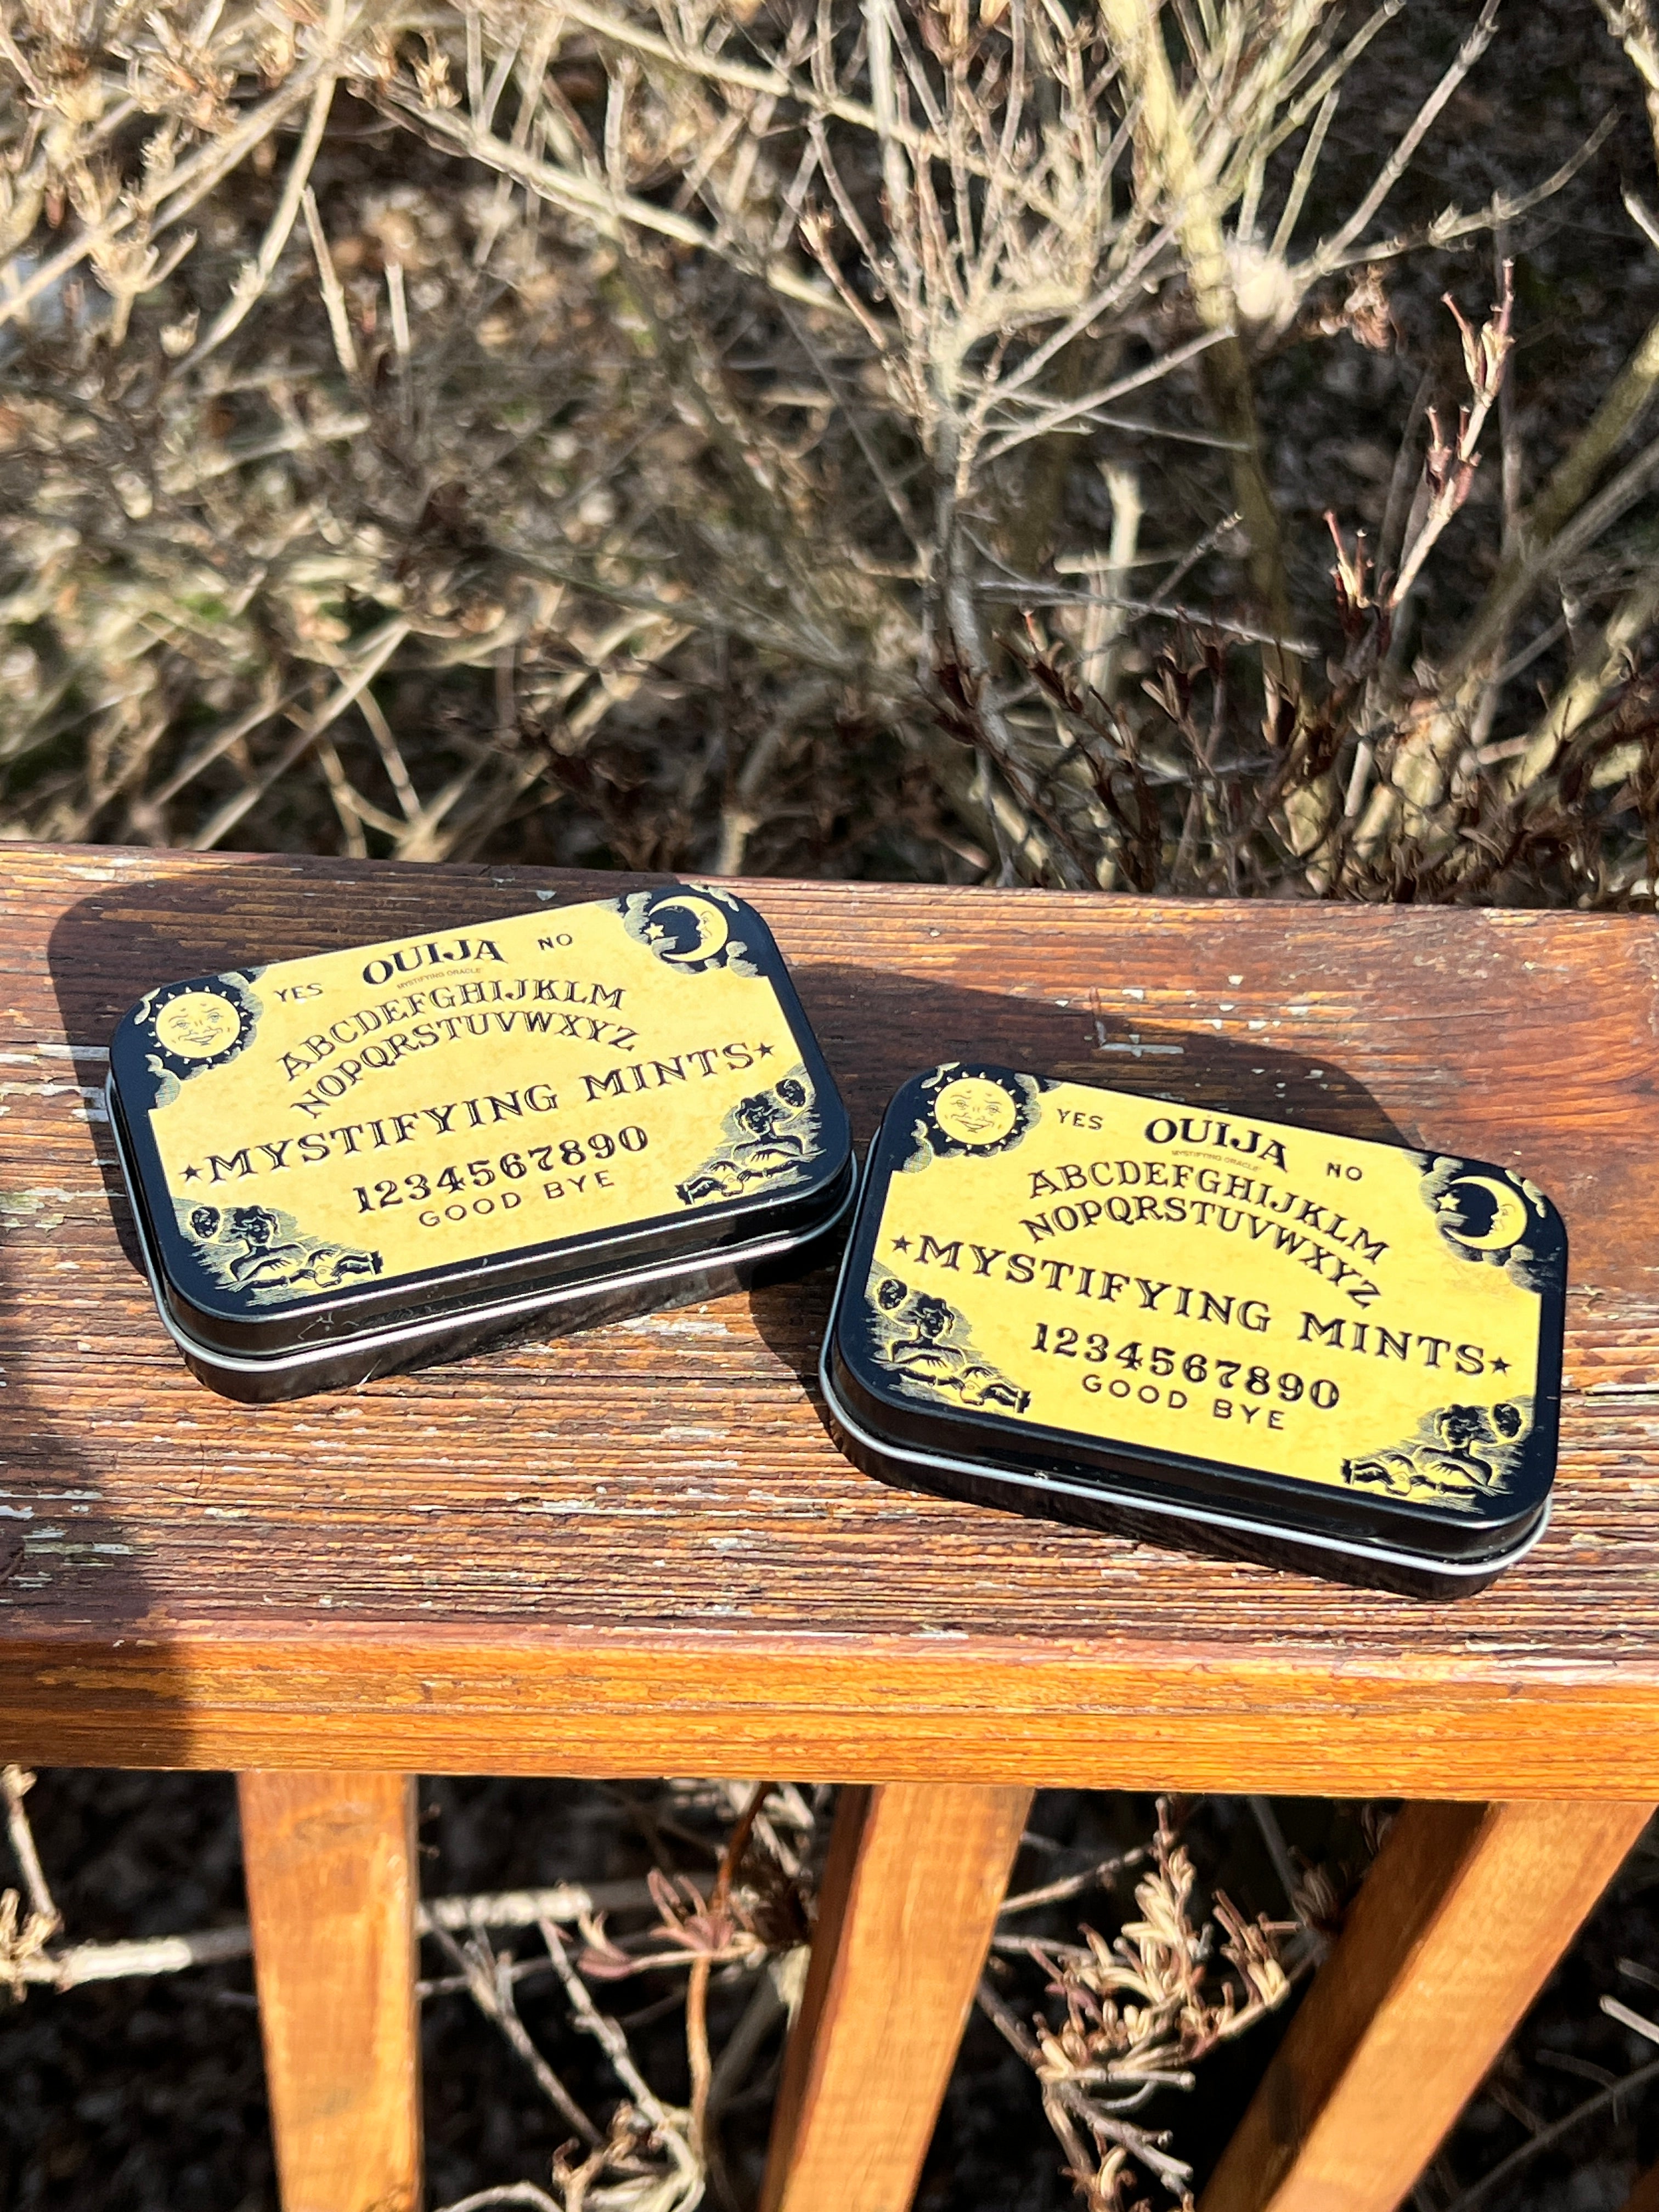 YES OUIJA NO
MYSTIFYING ORACLE
ABCDEFGHIJKLM
NOPQRSTUVWXYZ
★MYSTIFYING MINTS★
1234567890
GOOD BYE
YES OUIJA NO
MYSTIFYING ORACLE
ABCDEFGHIJKLM
NOPQRSTUVWXYZ
★MYSTIFYING MINTS★
1234567890
GOOD BYE